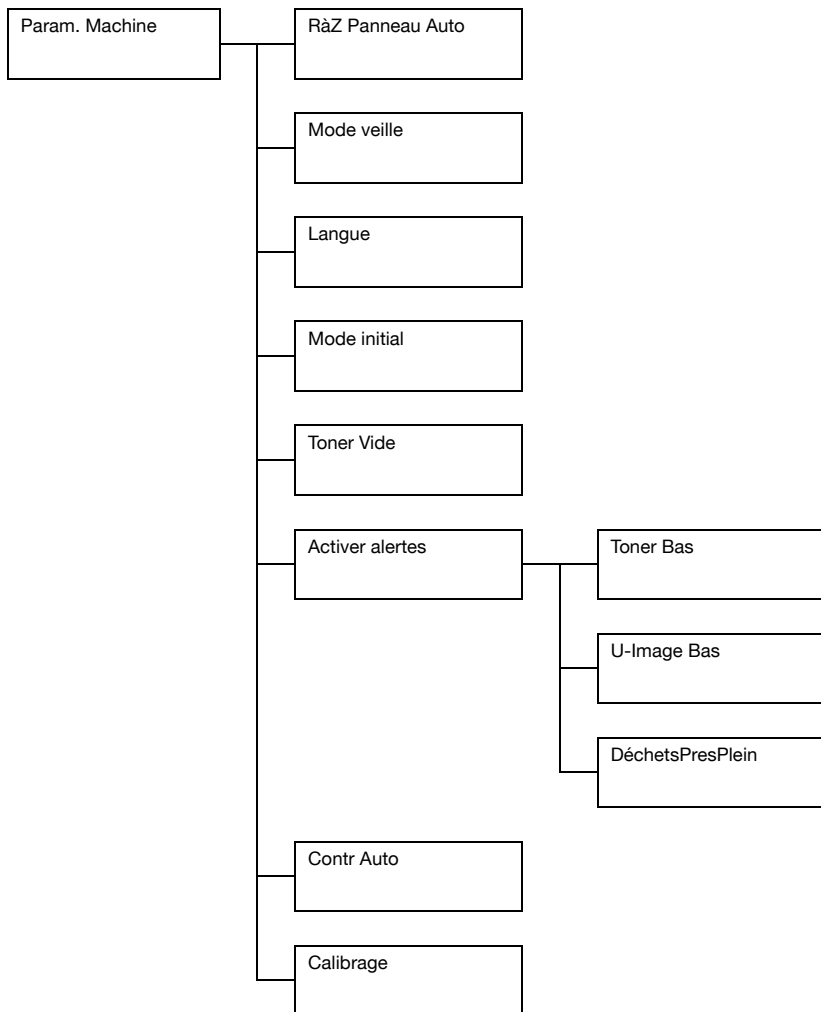 Param. Machine
RàZ Panneau Auto
Mode veille
Langue
Mode initial
Toner Vide
Activer alertes
Toner Bas
U-Image Bas
DéchetsPresPlein
Contr Auto
Calibrage